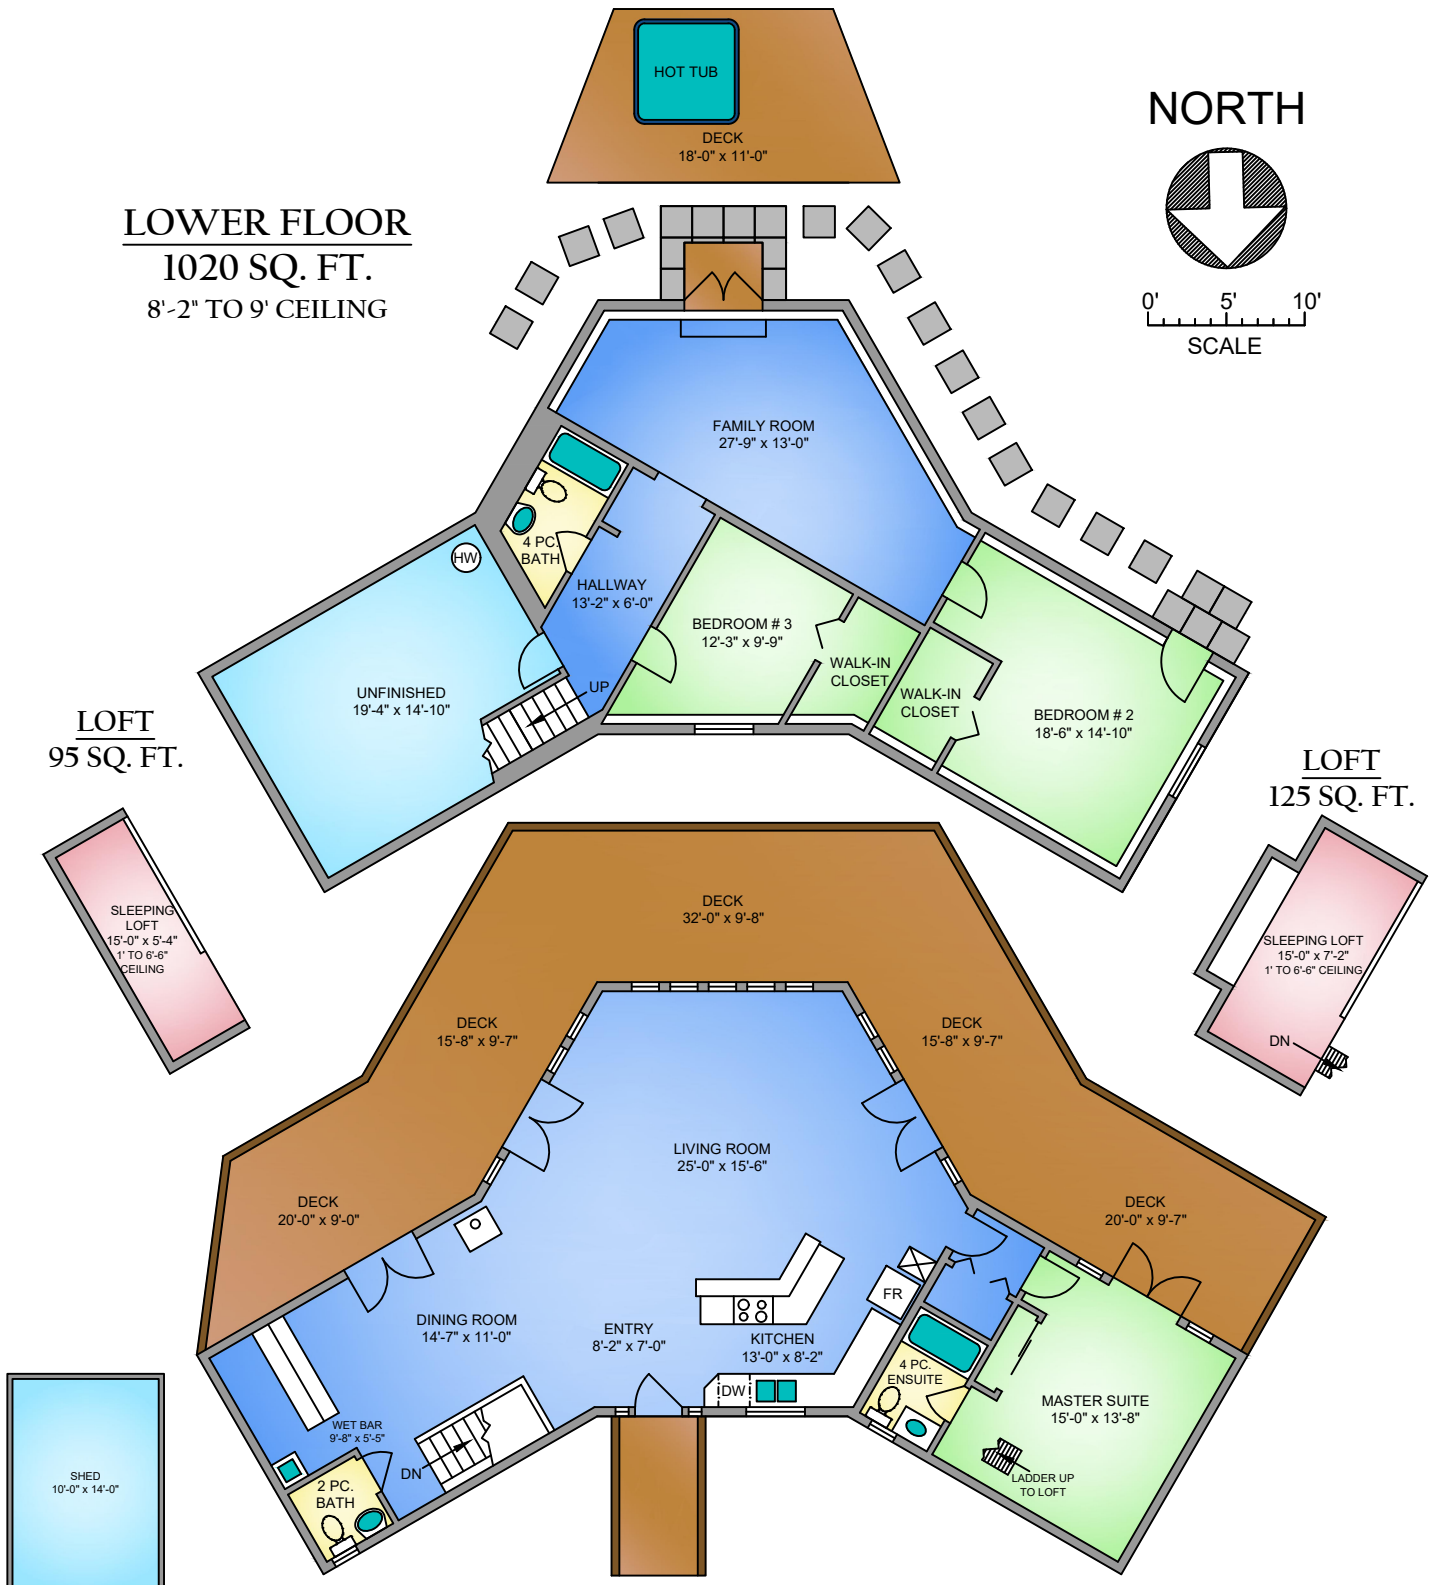 HOT TUB
DECK
18'-0" x 11'-0"
NORTH
0' 5' 10'
SCALE
LOWER FLOOR
1020 SQ. FT.
8'-2" TO 9' CEILING
FAMILY ROOM
27'-9" x 13'-0"
4 PC.
BATH
HW
HALLWAY
13'-2" x 6'-0"
BEDROOM # 3
12'-3" x 9'-9"
WALK-IN
CLOSET
WALK-IN
CLOSET
UNFINISHED
19'-4" x 14'-10"
UP
BEDROOM # 2
18'-6" x 14'-10"
LOFT
95 SQ. FT.
LOFT
125 SQ. FT.
SLEEPING
LOFT
15'-0" x 5'-4"
1' TO 6'-6"
CEILING
SLEEPING LOFT
15'-0" x 7'-2"
1' TO 6'-6" CEILING
DN
DECK
32'-0" x 9'-8"
DECK
15'-8" x 9'-7"
DECK
15'-8" x 9'-7"
LIVING ROOM
25'-0" x 15'-6"
DECK
20'-0" x 9'-0"
DECK
20'-0" x 9'-7"
FR
DINING ROOM
14'-7" x 11'-0"
ENTRY
8'-2" x 7'-0"
KITCHEN
13'-0" x 8'-2"
4 PC.
ENSUITE
DW
MASTER SUITE
15'-0" x 13'-8"
WET BAR
9'-8" x 5'-5"
DN
LADDER UP
TO LOFT
2 PC.
BATH
SHED
10'-0" x 14'-0"